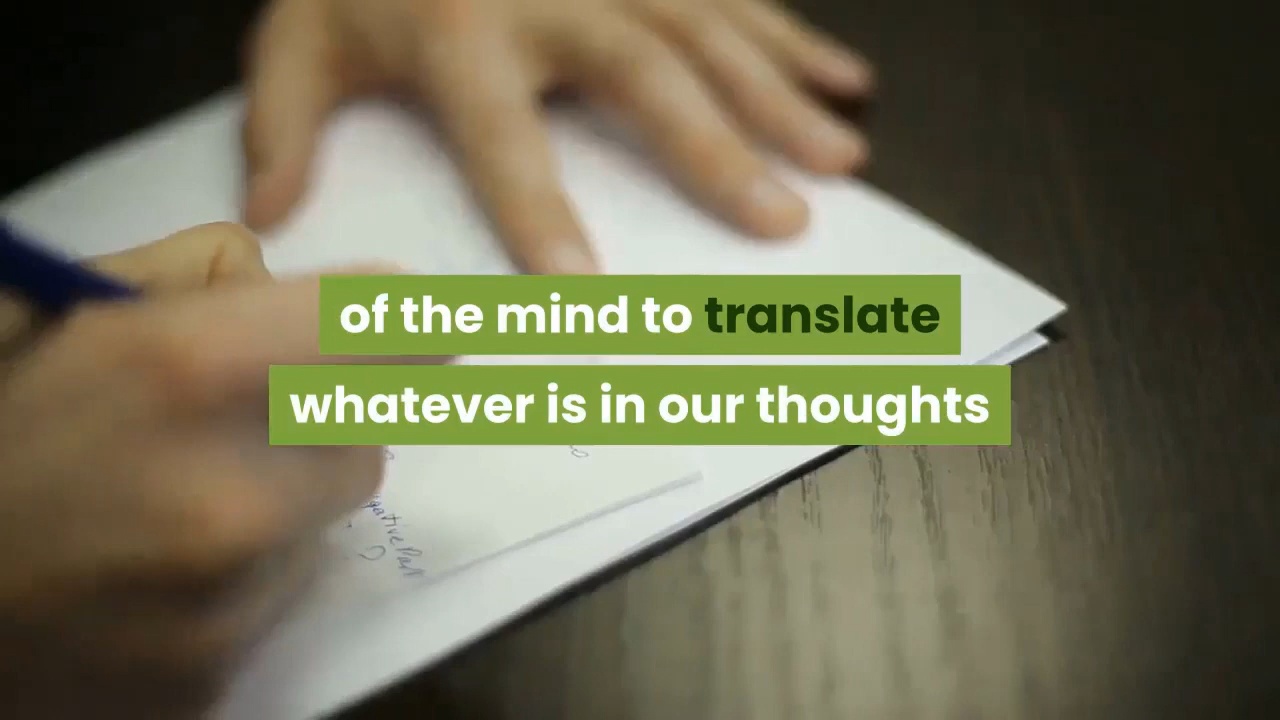 of the mind to translate
whatever is in our thoughts